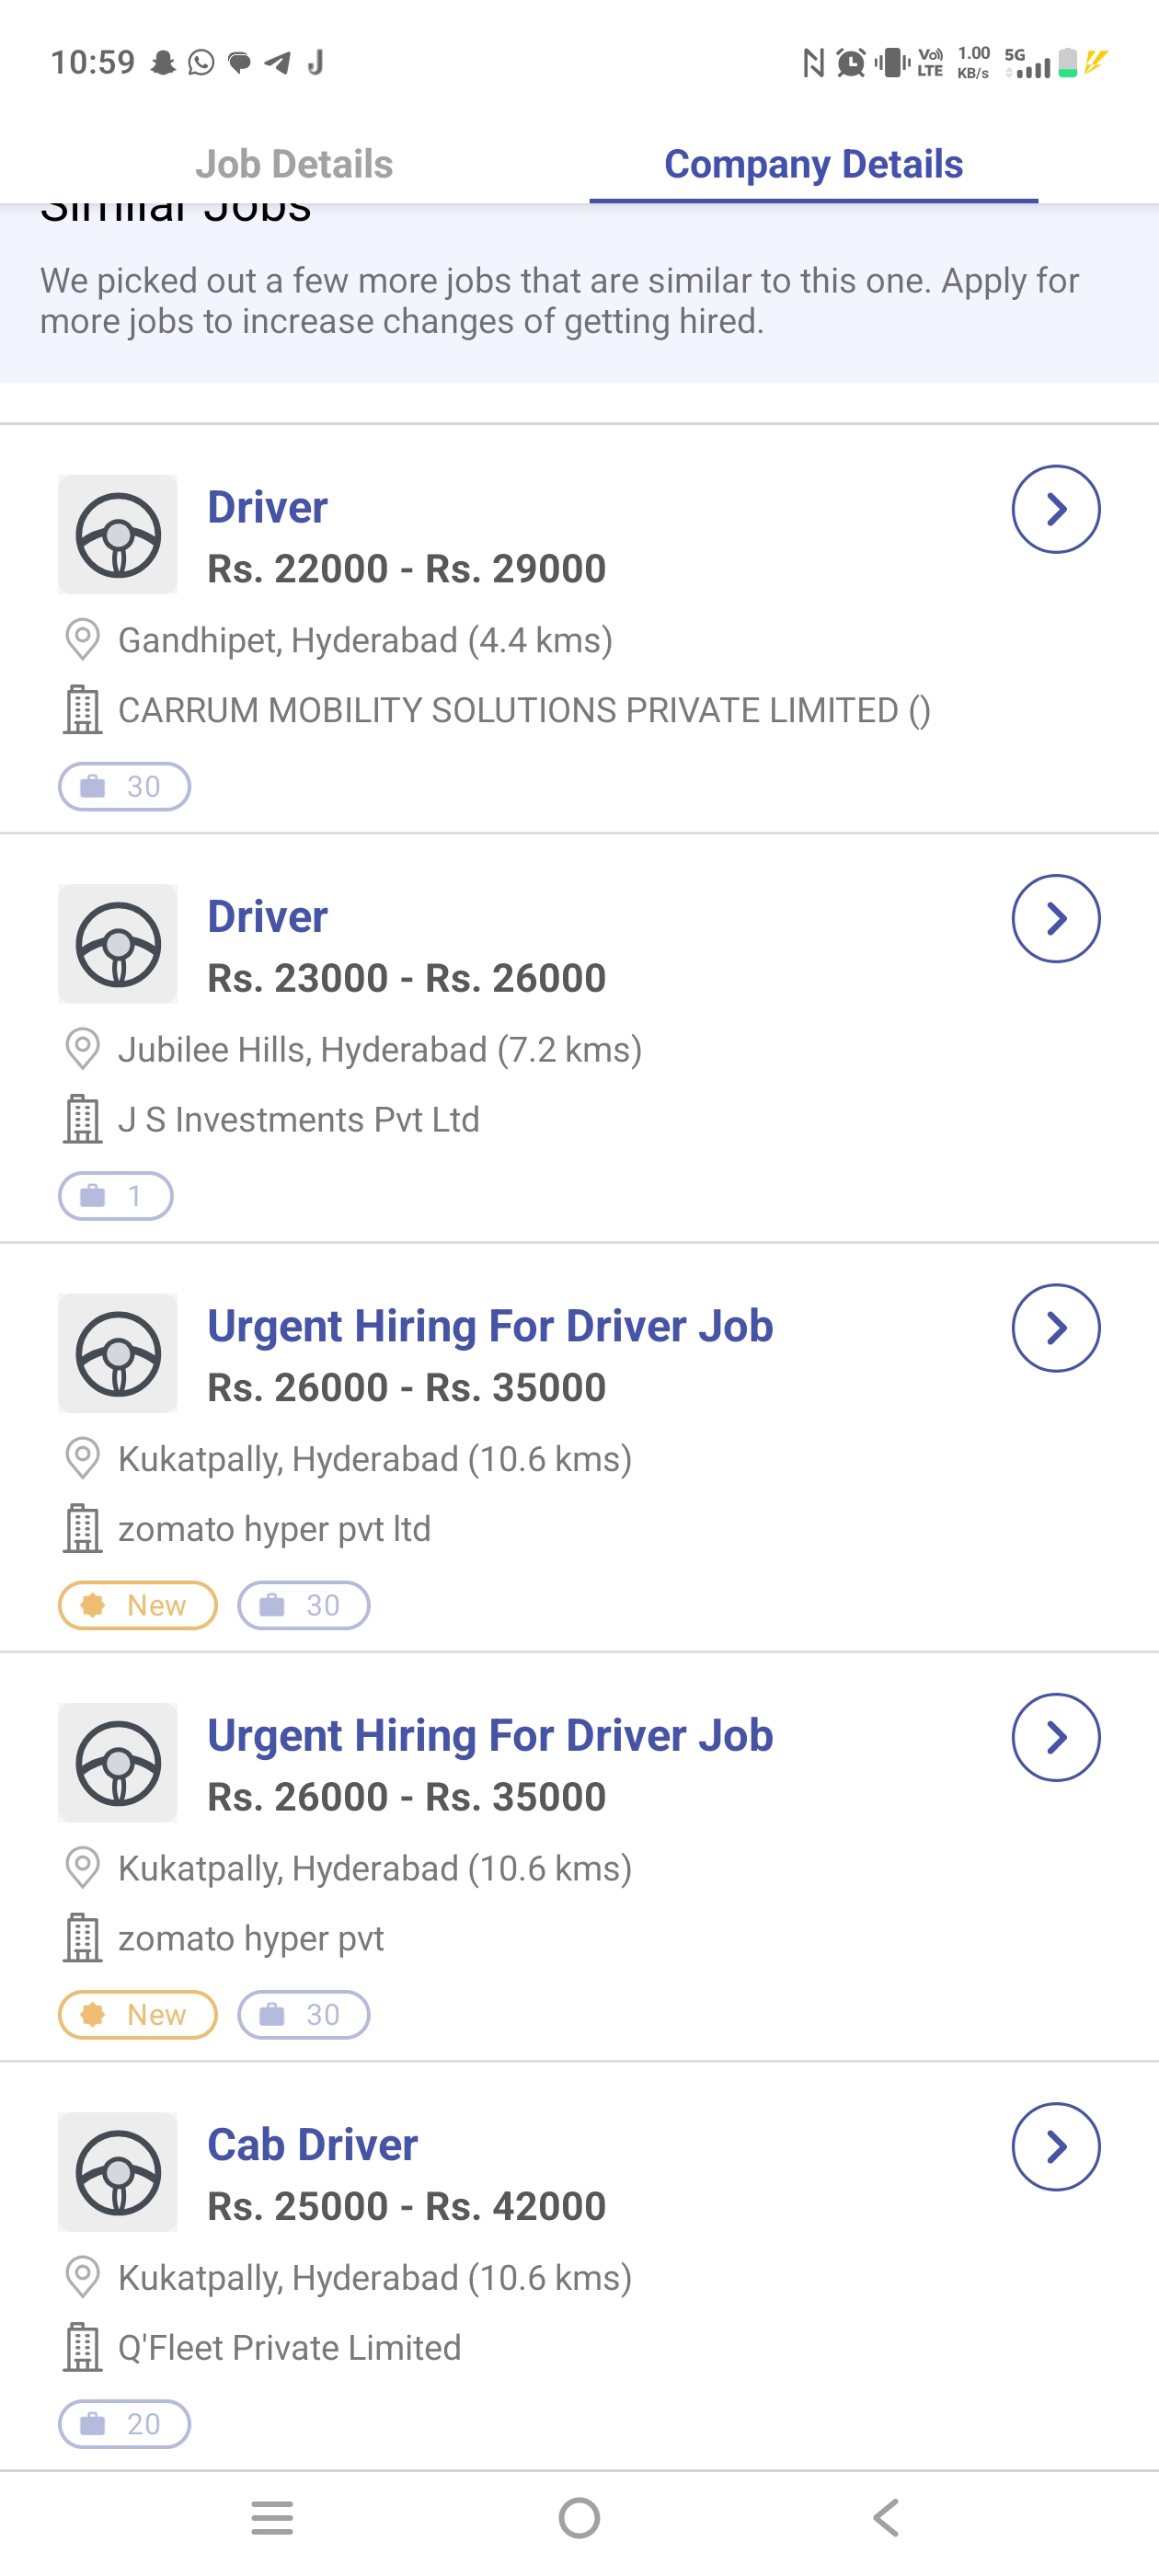 10:59
Vo) LTE
1.00 KB/s
5G
Job Details
Company Details
Similar Jobs
We picked out a few more jobs that are similar to this one. Apply for
more jobs to increase changes of getting hired.
Driver
Rs. 22000 - Rs. 29000
Gandhipet, Hyderabad (4.4 kms)
CARRUM MOBILITY SOLUTIONS PRIVATE LIMITED ()
30
Driver
Rs. 23000 - Rs. 26000
Jubilee Hills, Hyderabad (7.2 kms)
J S Investments Pvt Ltd
1
Urgent Hiring For Driver Job
Rs. 26000 - Rs. 35000
Kukatpally, Hyderabad (10.6 kms)
zomato hyper pvt ltd
New 30
Urgent Hiring For Driver Job
Rs. 26000 - Rs. 35000
Kukatpally, Hyderabad (10.6 kms)
zomato hyper pvt
New 30
Cab Driver
Rs. 25000 - Rs. 42000
Kukatpally, Hyderabad (10.6 kms)
Q'Fleet Private Limited
20